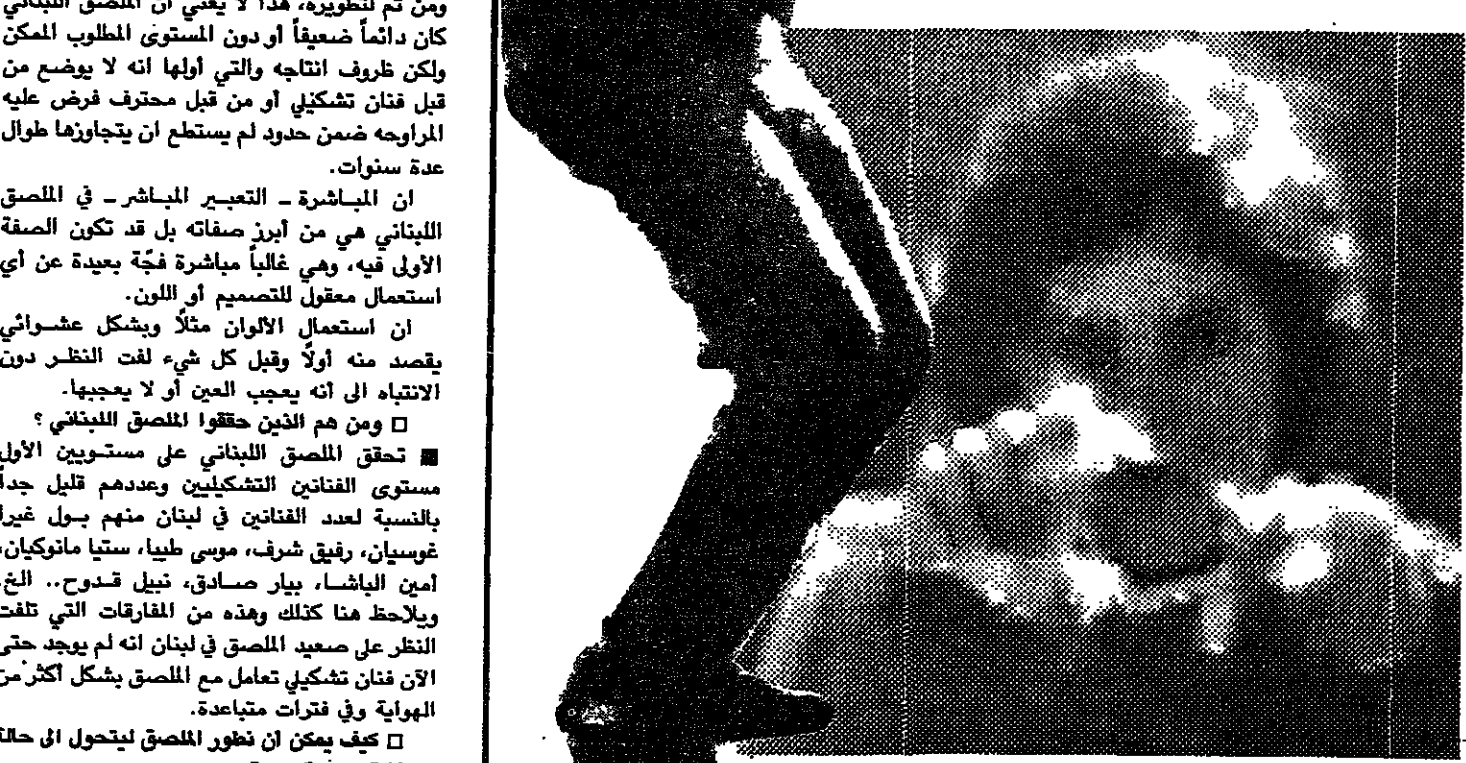 ومن ثم لتطويره، هذا لا يعني ان الملصق اللبناني
كان دائماً ضعيفاً أو دون المستوى المطلوب الممكن
ولكن ظروف انتاجه والتي أولها انه لا يوضع من
قبل فنان تشكيلي أو من قبل محترف فرض عليه
المراوحه ضمن حدود لم يستطع ان يتجاوزها طوال
عدة سنوات.
ان المباشرة ـ التعبير المباشر ـ في الملصق
اللبناني هي من أبرز صفاته بل قد تكون الصفة
الأولى فيه، وهي غالباً مباشرة فجّة بعيدة عن أي
استعمال معقول للتصميم أو اللون.
ان استعمال الألوان مثلًا وبشكل عشوائي
يقصد منه أولًا وقبل كل شيء لفت النظر دون
الانتباه الى أنه يعجب العين أو لا يعجبها.
□ ومن هم الذين حققوا الملصق اللبناني ؟
■ تحقق الملصق اللبناني على مستويين الأول
مستوى الفنانين التشكيليين وعددهم قليل جداً
بالنسبة لعدد الفنانين في لبنان منهم بول غيرا
غوسيان، رفيق شرف، موسى طيبا، ستيا مانوكيان،
أمين الباشا، بيار صادق، نبيل قدوح.. الخ.
ويلاحظ هنا كذلك وهذه من المفارقات التي تلفت
النظر على صعيد الملصق في لبنان انه لم يوجد حتى
الآن فنان تشكيلي تعامل مع الملصق بشكل أكثر من
الهواية وفي فترات متباعدة.
□ كيف يمكن ان نطور الملصق ليتحول الى حالة